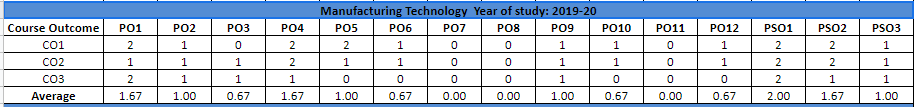 Manufacturing Technology Year of study: 2019-20
Course Outcome PO1 PO2 PO3 PO4 PO5 PO6 PO7 PO8 PO9 PO10 PO11 PO12 PSO1 PSO2 PSO3
CO1 2 1 0 2 2 1 0 0 1 1 0 1 2 2 1
CO2 1 1 1 2 1 1 0 0 1 1 0 1 2 2 1
CO3 2 1 1 1 0 0 0 0 1 0 0 0 2 1 1
Average 1.67 1.00 0.67 1.67 1.00 0.67 0.00 0.00 1.00 0.67 0.00 0.67 2.00 1.67 1.00